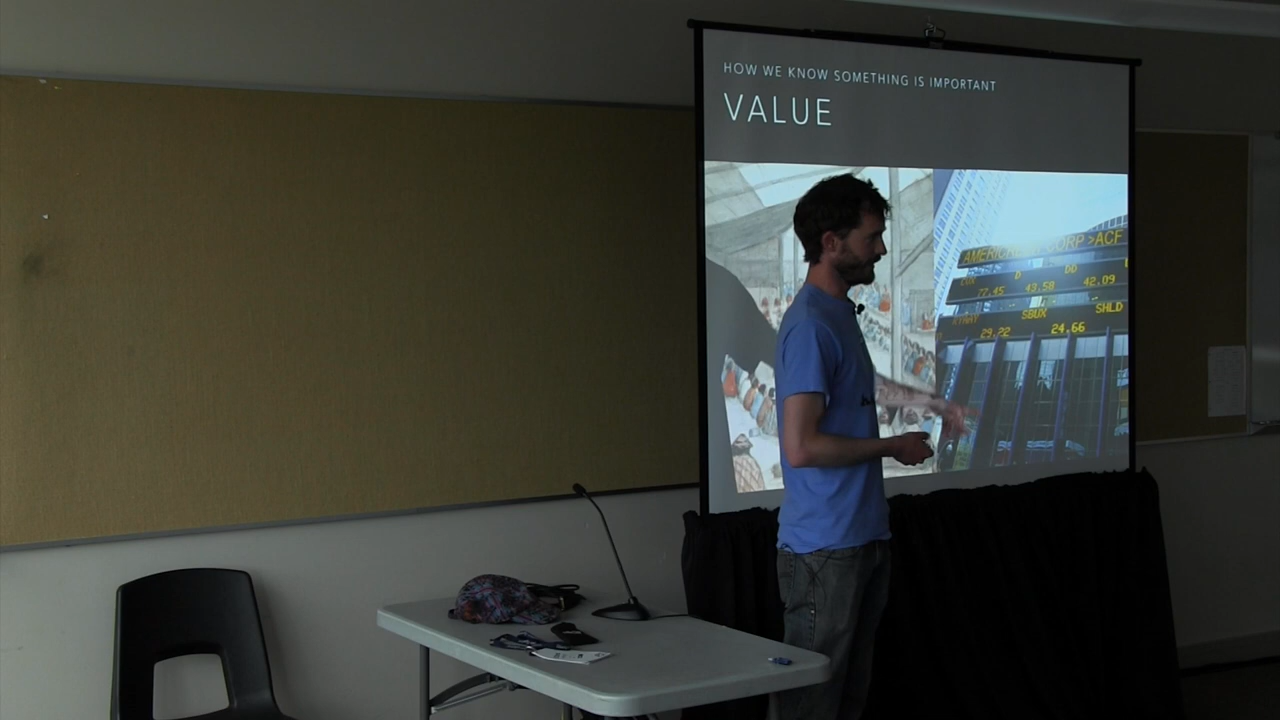 HOW WE KNOW SOMETHING IS IMPORTANT
VALUE
CORP >ACF
DD
77.45 43.58 42.09
SBUX SHLD
29.22 24.66